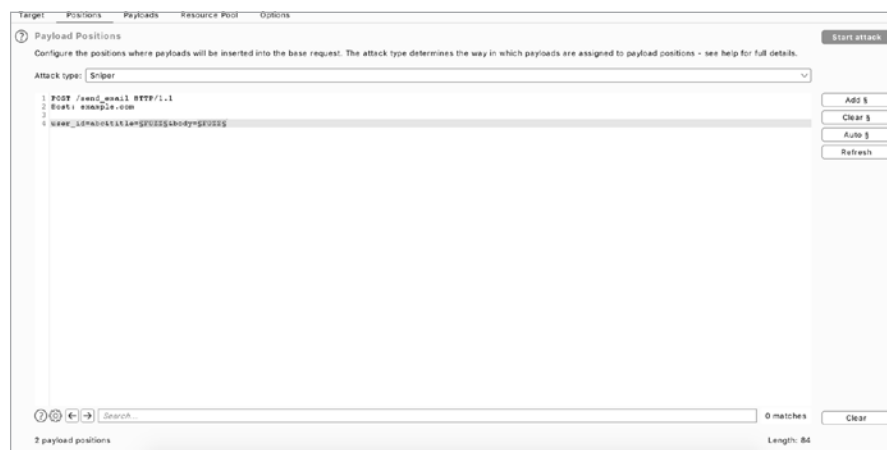 Target Positions Payloads Resource Pool Options
Payload Positions
Start attack
Configure the positions where payloads will be inserted into the base request. The attack type determines the way in which payloads are assigned to payload positions - see help for full details.
Attack type: Sniper
1 POST /send_email HTTP/1.1
2 Host: example.com
3
4 user_id=abc&title=§FUZZ§&body=§FUZZ§
Add §
Clear §
Auto §
Refresh
Search...
0 matches
Clear
2 payload positions
Length: 84